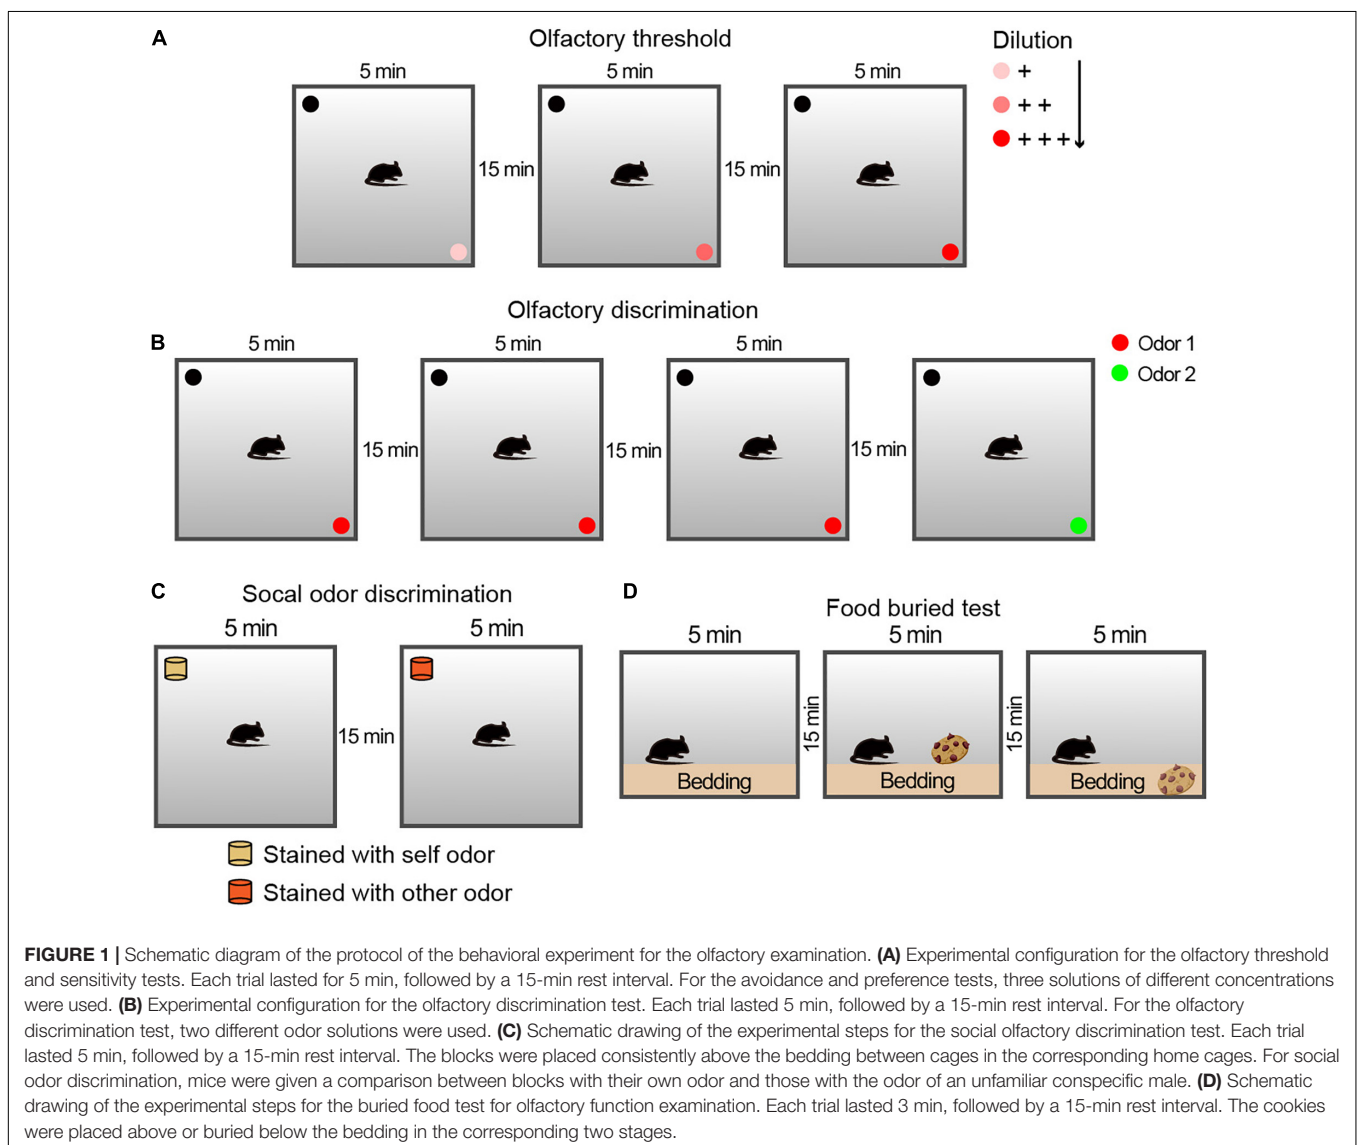 A
Olfactory threshold
Dilution
5 min
5 min
5 min
+
+ +
+ + +
15 min
15 min
Olfactory discrimination
B
5 min
5 min
5 min
Odor 1
Odor 2
15 min
15 min
15 min
C
Socal odor discrimination
5 min
5 min
15 min
Stained with self odor
Stained with other odor
D
Food buried test
5 min
5 min
5 min
15 min
15 min
Bedding
Bedding
Bedding
FIGURE 1 | Schematic diagram of the protocol of the behavioral experiment for the olfactory examination. (A) Experimental configuration for the olfactory threshold
and sensitivity tests. Each trial lasted for 5 min, followed by a 15-min rest interval. For the avoidance and preference tests, three solutions of different concentrations
were used. (B) Experimental configuration for the olfactory discrimination test. Each trial lasted 5 min, followed by a 15-min rest interval. For the olfactory
discrimination test, two different odor solutions were used. (C) Schematic drawing of the experimental steps for the social olfactory discrimination test. Each trial
lasted 5 min, followed by a 15-min rest interval. The blocks were placed consistently above the bedding between cages in the corresponding home cages. For social
odor discrimination, mice were given a comparison between blocks with their own odor and those with the odor of an unfamiliar conspecific male. (D) Schematic
drawing of the experimental steps for the buried food test for olfactory function examination. Each trial lasted 3 min, followed by a 15-min rest interval. The cookies
were placed above or buried below the bedding in the corresponding two stages.